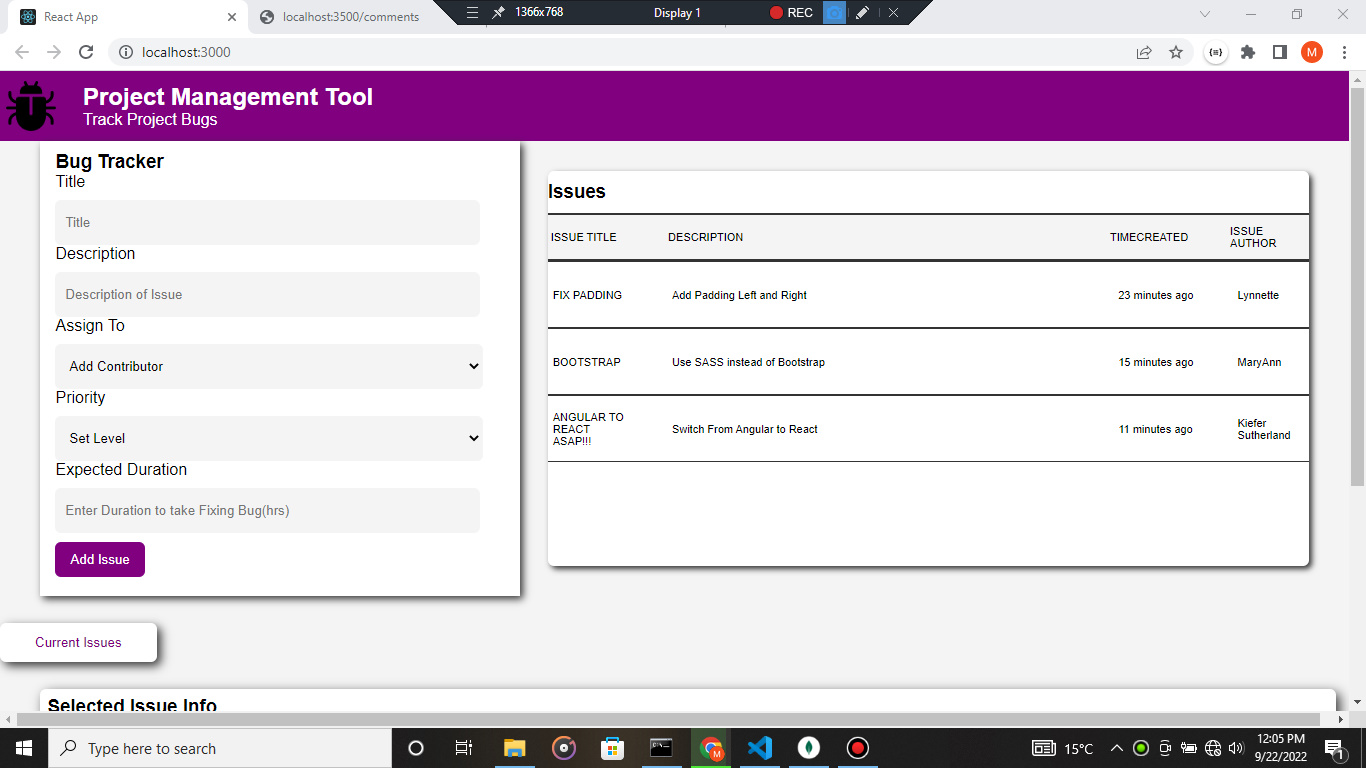 React App
localhost:3500/comments
1366x768
Display 1
REC
localhost:3000
M
Project Management Tool
Track Project Bugs
Bug Tracker
Title
Title
Description
Description of Issue
Assign To
Add Contributor
Priority
Set Level
Expected Duration
Enter Duration to take Fixing Bug(hrs)
Add Issue
Issues
ISSUE TITLE
DESCRIPTION
TIMECREATED
ISSUE
AUTHOR
FIX PADDING
Add Padding Left and Right
23 minutes ago
Lynnette
BOOTSTRAP
Use SASS instead of Bootstrap
15 minutes ago
MaryAnn
ANGULAR TO
REACT
ASAP!!!
Switch From Angular to React
11 minutes ago
Kiefer
Sutherland
Current Issues
Selected Issue Info
Type here to search
M
15°C
12:05 PM
9/22/2022
1